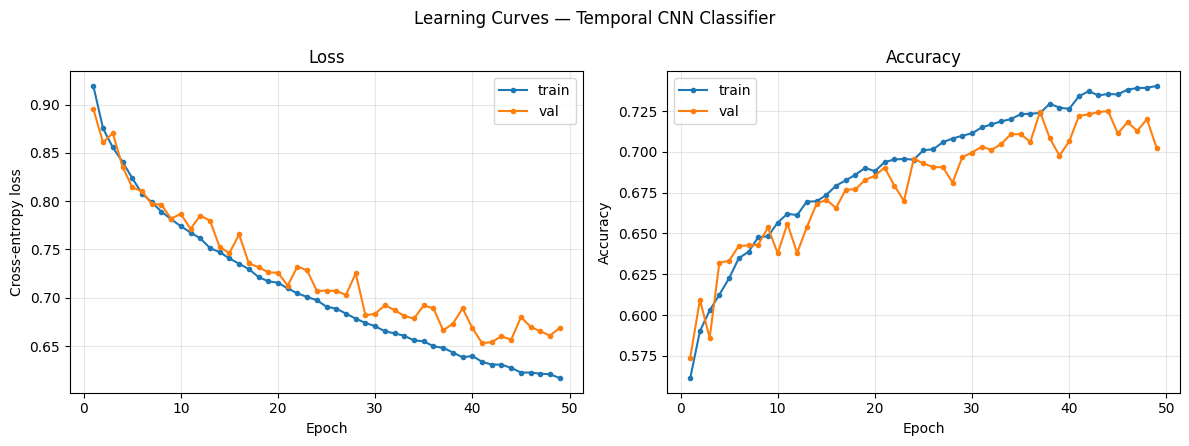 Learning Curves — Temporal CNN Classifier
Loss
train
val
Cross-entropy loss
0.90
0.85
0.80
0.75
0.70
0.65
0 10 20 30 40 50
Epoch
Accuracy
train
val
Accuracy
0.725
0.700
0.675
0.650
0.625
0.600
0.575
0 10 20 30 40 50
Epoch